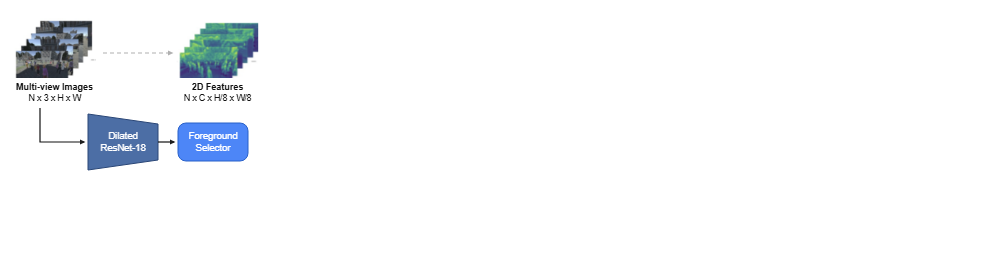 Multi-view Images
N x 3 x H x W
2D Features
N x C x H/8 x W/8
Dilated
ResNet-18
Foreground
Selector